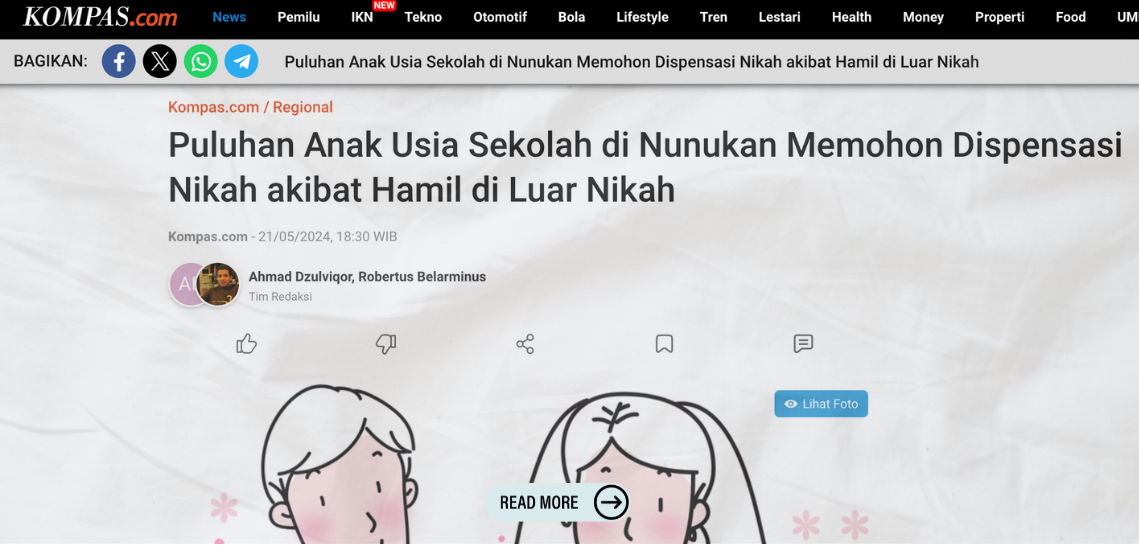 KOMPAS.com News Pemilu IKN NEW Tekno Otomotif Bola Lifestyle Tren Lestari Health Money Properti Food UM
BAGIKAN: Puluhan Anak Usia Sekolah di Nunukan Memohon Dispensasi Nikah akibat Hamil di Luar Nikah
Kompas.com / Regional
Puluhan Anak Usia Sekolah di Nunukan Memohon Dispensasi
Nikah akibat Hamil di Luar Nikah
Kompas.com - 21/05/2024, 18:30 WIB
Ahmad Dzulviqor, Robertus Belarminus
Tim Redaksi
Lihat Foto
READ MORE